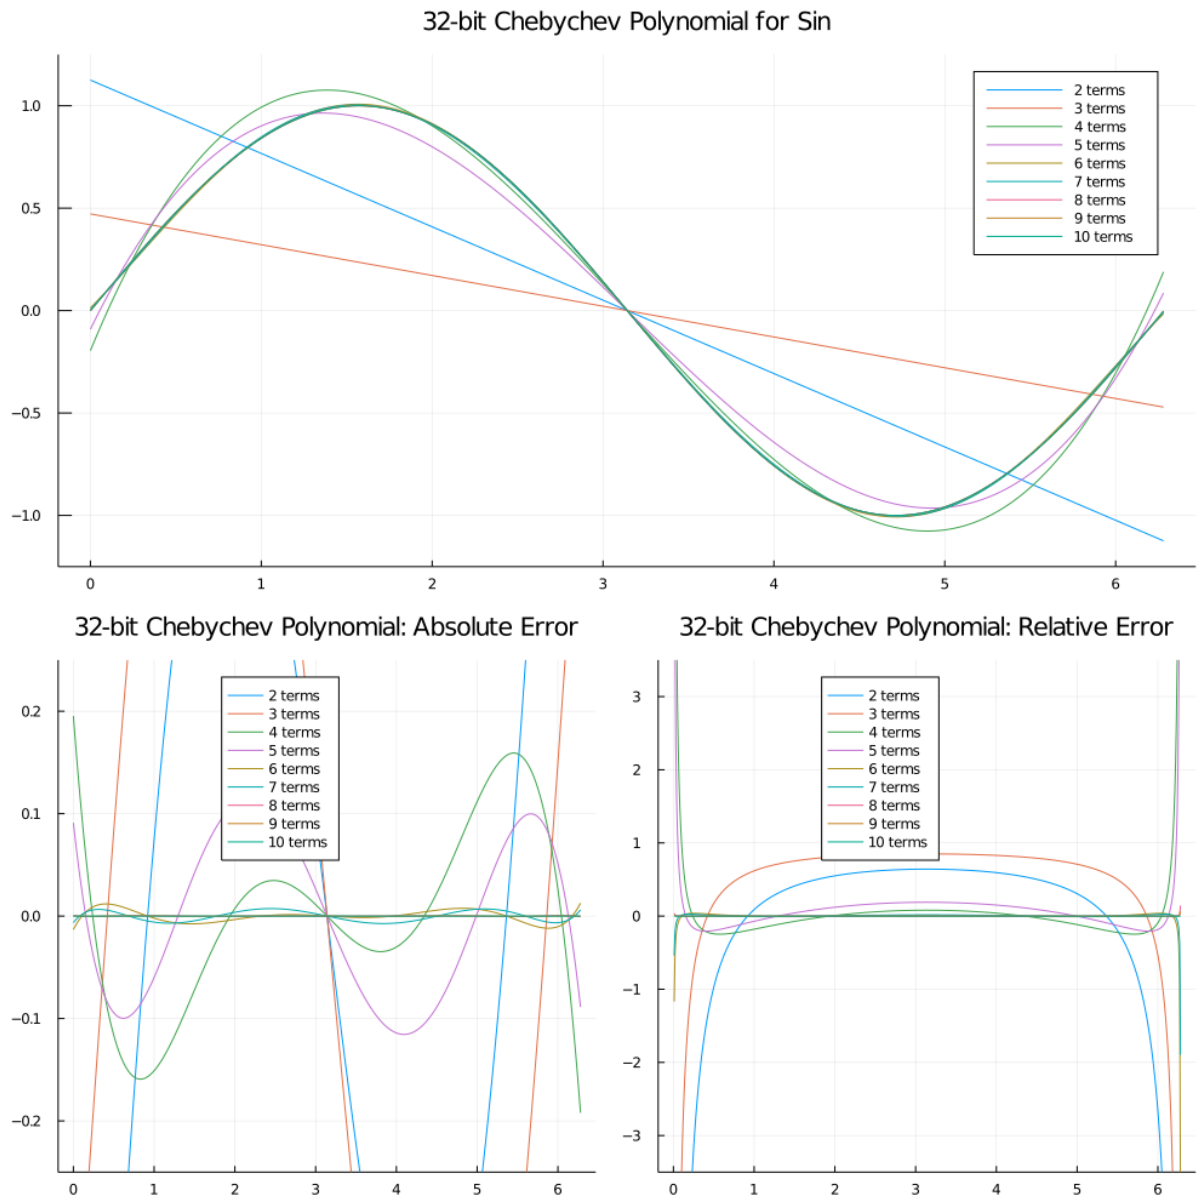 32-bit Chebychev Polynomial for Sin
1.0
0.5
0.0
−0.5
−1.0
0 1 2 3 4 5 6
2 terms
3 terms
4 terms
5 terms
6 terms
7 terms
8 terms
9 terms
10 terms
32-bit Chebychev Polynomial: Absolute Error
0.2
0.1
0.0
−0.1
−0.2
0 1 2 3 4 5 6
2 terms
3 terms
4 terms
5 terms
6 terms
7 terms
8 terms
9 terms
10 terms
32-bit Chebychev Polynomial: Relative Error
3
2
1
0
−1
−2
−3
0 1 2 3 4 5 6
2 terms
3 terms
4 terms
5 terms
6 terms
7 terms
8 terms
9 terms
10 terms